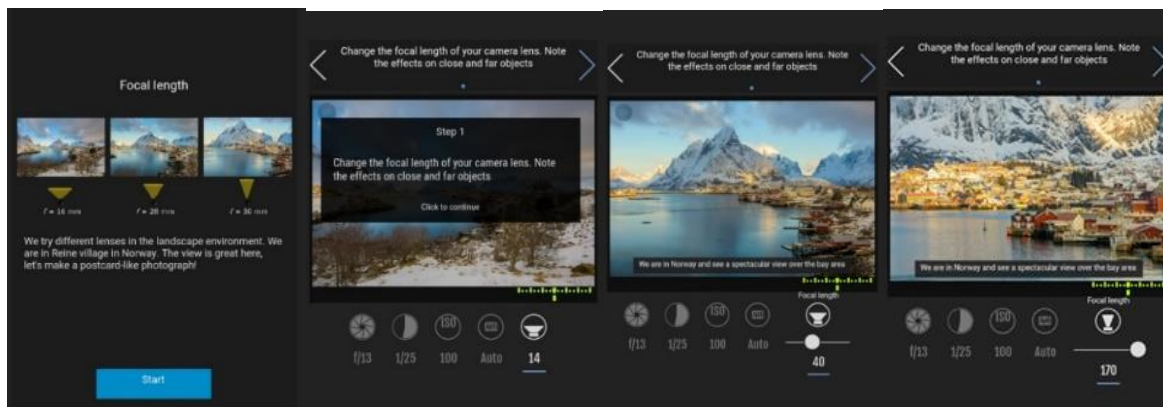 Focal length
f = 16 mm
f = 28 mm
f = 36 mm
We try different lenses in the landscape environment. We
are in Reine village in Norway. The view is great here,
let's make a postcard-like photograph!
Start
Change the focal length of your camera lens. Note
the effects on close and far objects
Step 1
Change the focal length of your camera lens. Note
the effects on close and far objects
Click to continue
f/13 1/25 ISO 100 Auto 14
Change the focal length of your camera lens. Note
the effects on close and far objects
We are in Norway and see a spectacular view over the bay area
Focal length
f/13 1/25 ISO 100 Auto 40
Change the focal length of your camera lens. Note
the effects on close and far objects
We are in Norway and see a spectacular view over the bay area
Focal length
f/13 1/25 ISO 100 Auto 170